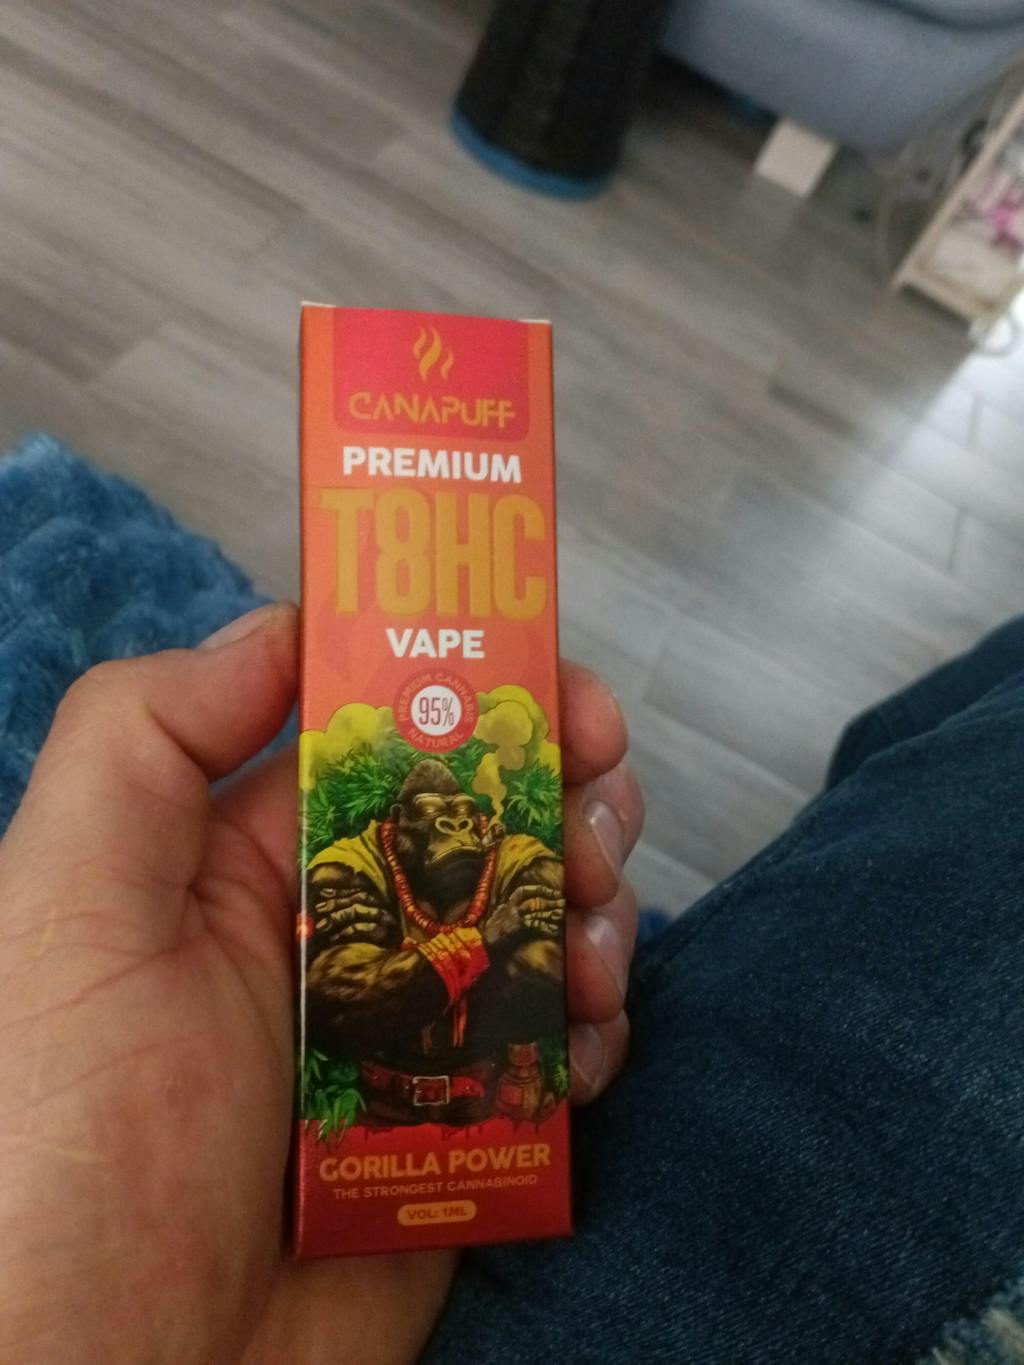 CANAPUFF
PREMIUM
T8HC
VAPE
PREMIUM CANNABIS
95%
NATURAL
GORILLA POWER
THE STRONGEST CANNABINOID
VOL: 1ML